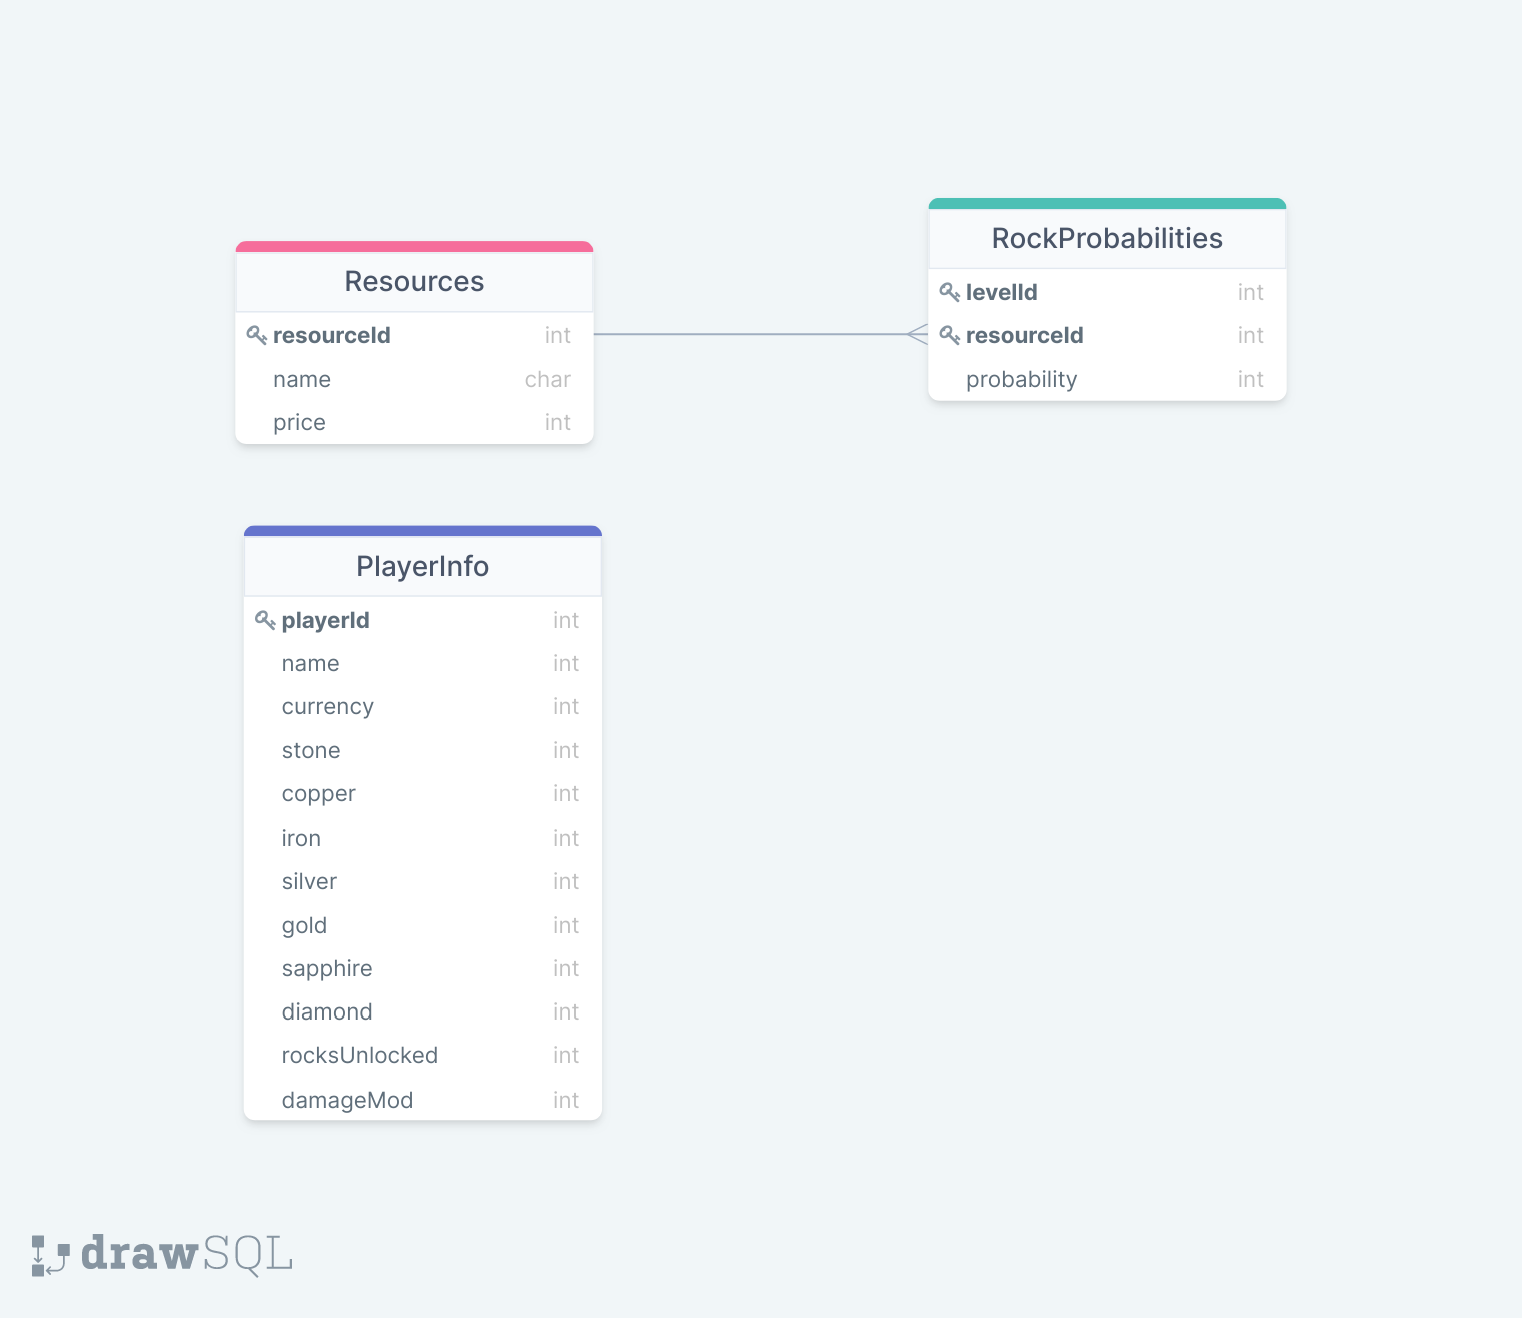 Resources
resourceId int
name char
price int
RockProbabilities
levelId int
resourceId int
probability int
PlayerInfo
playerId int
name int
currency int
stone int
copper int
iron int
silver int
gold int
sapphire int
diamond int
rocksUnlocked int
damageMod int
drawSQL